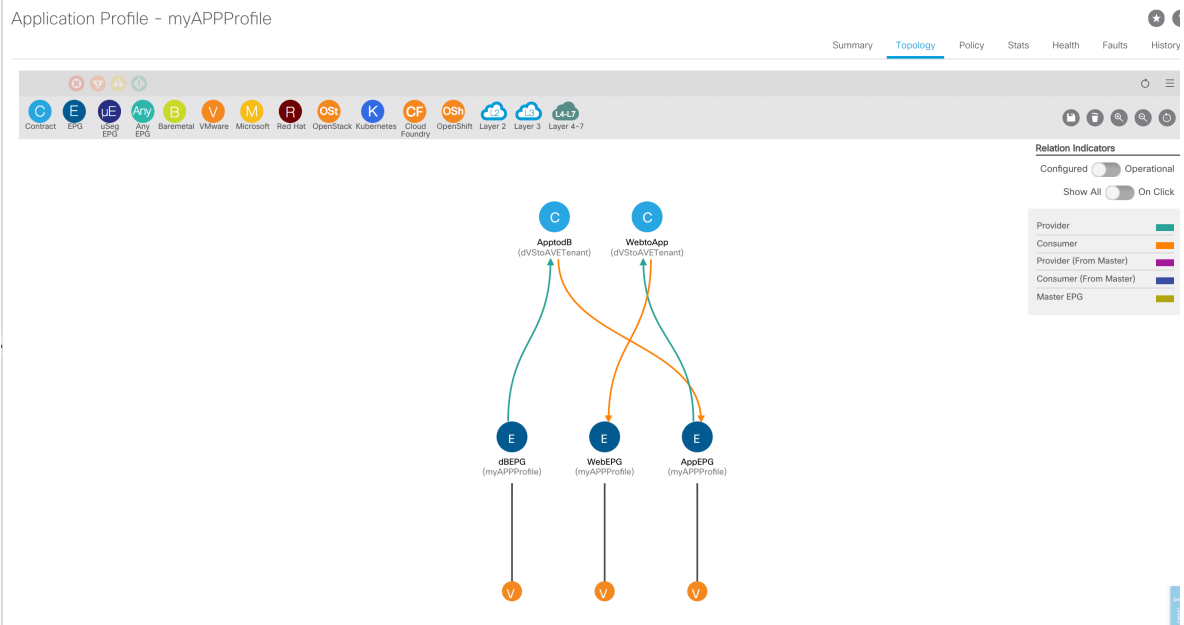 Application Profile - myAPPProfile
Summary Topology Policy Stats Health Faults History
C E µE Any B V M R OSt K CF OSh L2 L3 L4-L7
Contract EPG uSeg EPG Any EPG Baremetal VMware Microsoft Red Hat OpenStack Kubernetes Cloud Foundry OpenShift Layer 2 Layer 3 Layer 4-7
Relation Indicators
Configured Operational
Show All On Click
Provider
Consumer
Provider (From Master)
Consumer (From Master)
Master EPG
C C
ApptodB WebtoApp
(dVStoAVETenant) (dVStoAVETenant)
E E E
dBEPG WebEPG AppEPG
(myAPPProfile) (myAPPProfile) (myAPPProfile)
V V V